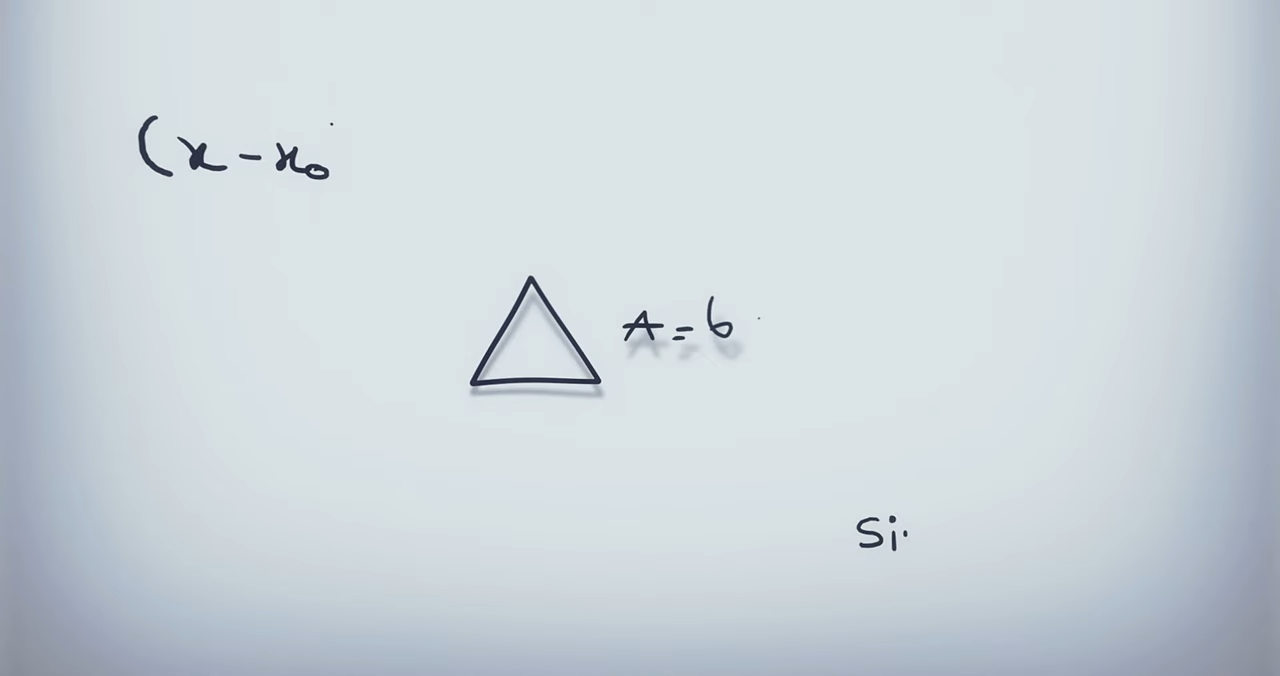 (x - x₀
A = 6
Si